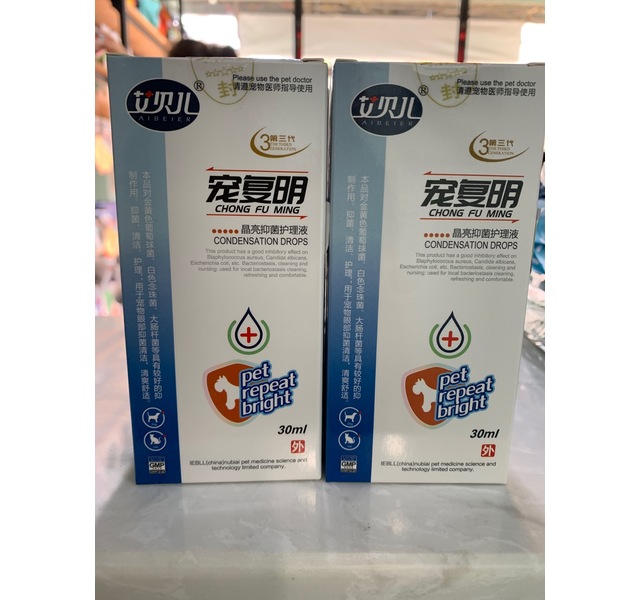 封
Please use the pet doctor
请遵宠物医师指导使用
艾贝儿®
AIBEIER
3 第三代
THE THIRD
GENERATION
宠复明
CHONG FU MING
晶亮抑菌护理液
CONDENSATION DROPS
This product has a good inhibitory effect on
Staphylococcus aureus, Candida albicans,
Escherichia coli, etc. Bacteriostasis, cleaning and
nursing: used for local bacteriostasis cleaning,
refreshing and comfortable.
本品对金黄色葡萄球菌、白色念珠菌、大肠杆菌等具有较好的抑
制作用。抑菌、清洁、护理:用于宠物眼部抑菌清洁,清爽舒适。
pet
repeat
bright
30ml
外
GMP
IEBLL(china)nubiai pet medicine science and
technology limited company.
封
Please use the pet doctor
请遵宠物医师指导使用
艾贝儿®
AIBEIER
3 第三代
THE THIRD
GENERATION
宠复明
CHONG FU MING
晶亮抑菌护理液
CONDENSATION DROPS
This product has a good inhibitory effect on
Staphylococcus aureus, Candida albicans,
Escherichia coli, etc. Bacteriostasis, cleaning and
nursing: used for local bacteriostasis cleaning,
refreshing and comfortable.
本品对金黄色葡萄球菌、白色念珠菌、大肠杆菌等具有较好的抑
制作用。抑菌、清洁、护理:用于宠物眼部抑菌清洁,清爽舒适。
pet
repeat
bright
30ml
外
GMP
IEBLL(china)nubiai pet medicine science and
technology limited company.